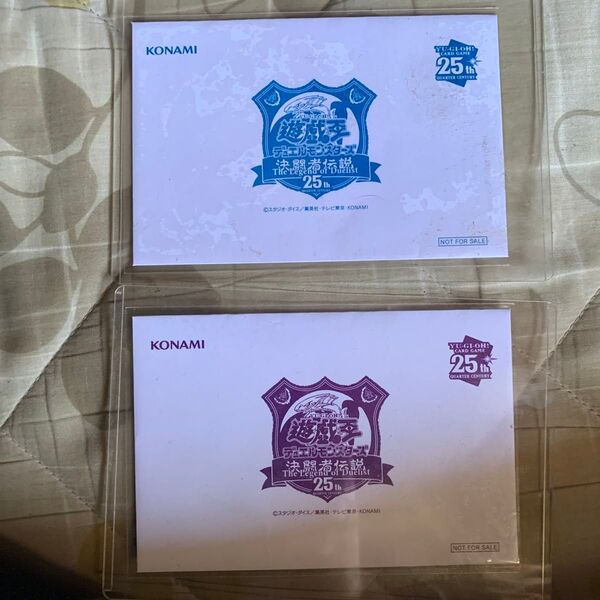 KONAMI
YU-GI-OH!
CARD GAME
25th
QUARTER CENTURY
遊戯王
デュエルモンスターズ
決闘者伝説
The Legend of Duelist
25th
QUARTER CENTURY
©スタジオ・ダイス/集英社・テレビ東京・KONAMI
NOT FOR SALE
KONAMI
YU-GI-OH!
CARD GAME
25th
QUARTER CENTURY
遊戯王
デュエルモンスターズ
決闘者伝説
The Legend of Duelist
25th
QUARTER CENTURY
©スタジオ・ダイス/集英社・テレビ東京・KONAMI
NOT FOR SALE